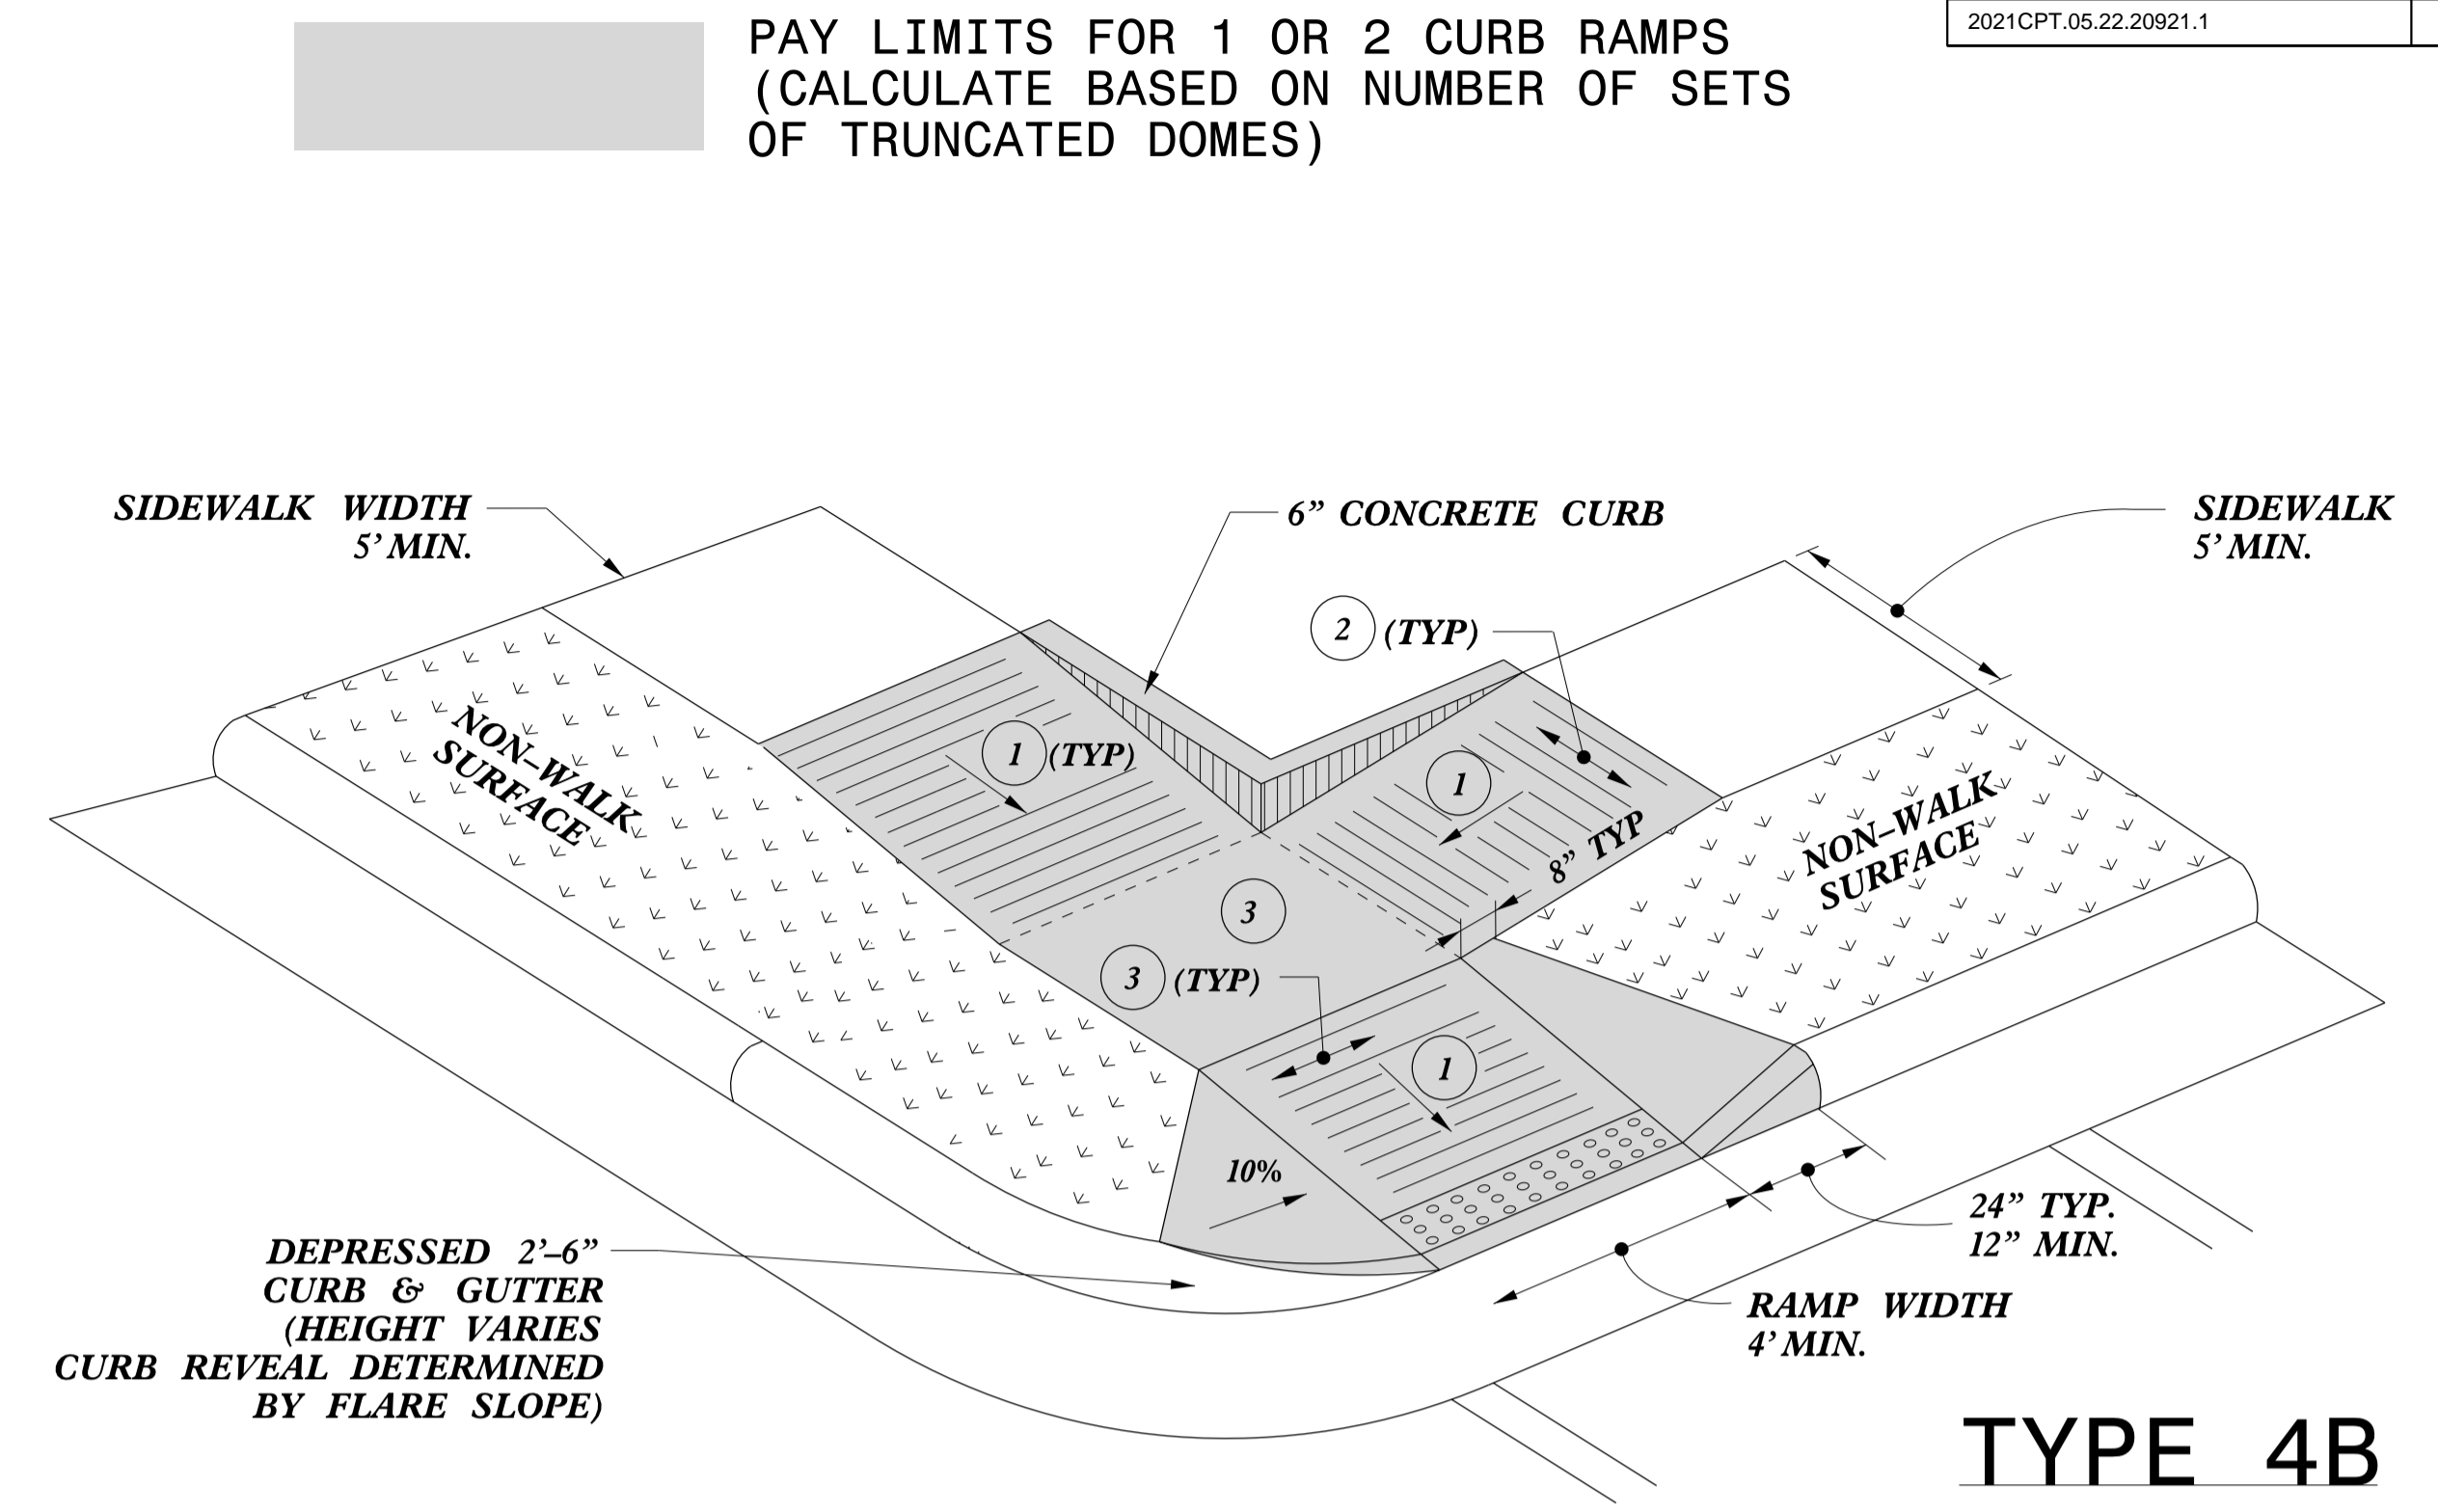 PAY LIMITS FOR 1 OR 2 CURB RAMPS
(CALCULATE BASED ON NUMBER OF SETS
OF TRUNCATED DOMES)
2021CPT.05.22.20921.1
SIDEWALK WIDTH
5’ MIN.
6” CONCRETE CURB
SIDEWALK
5’ MIN.
2 (TYP)
NON–WALK
SURFACE
1 (TYP)
1
8” TYP
NON–WALK
SURFACE
3
3 (TYP)
1
10%
24” TYP.
12” MIN.
DEPRESSED 2’–6”
CURB & GUTTER
(HEIGHT VARIES
CURB REVEAL DETERMINED
BY FLARE SLOPE)
RAMP WIDTH
4’ MIN.
TYPE 4B